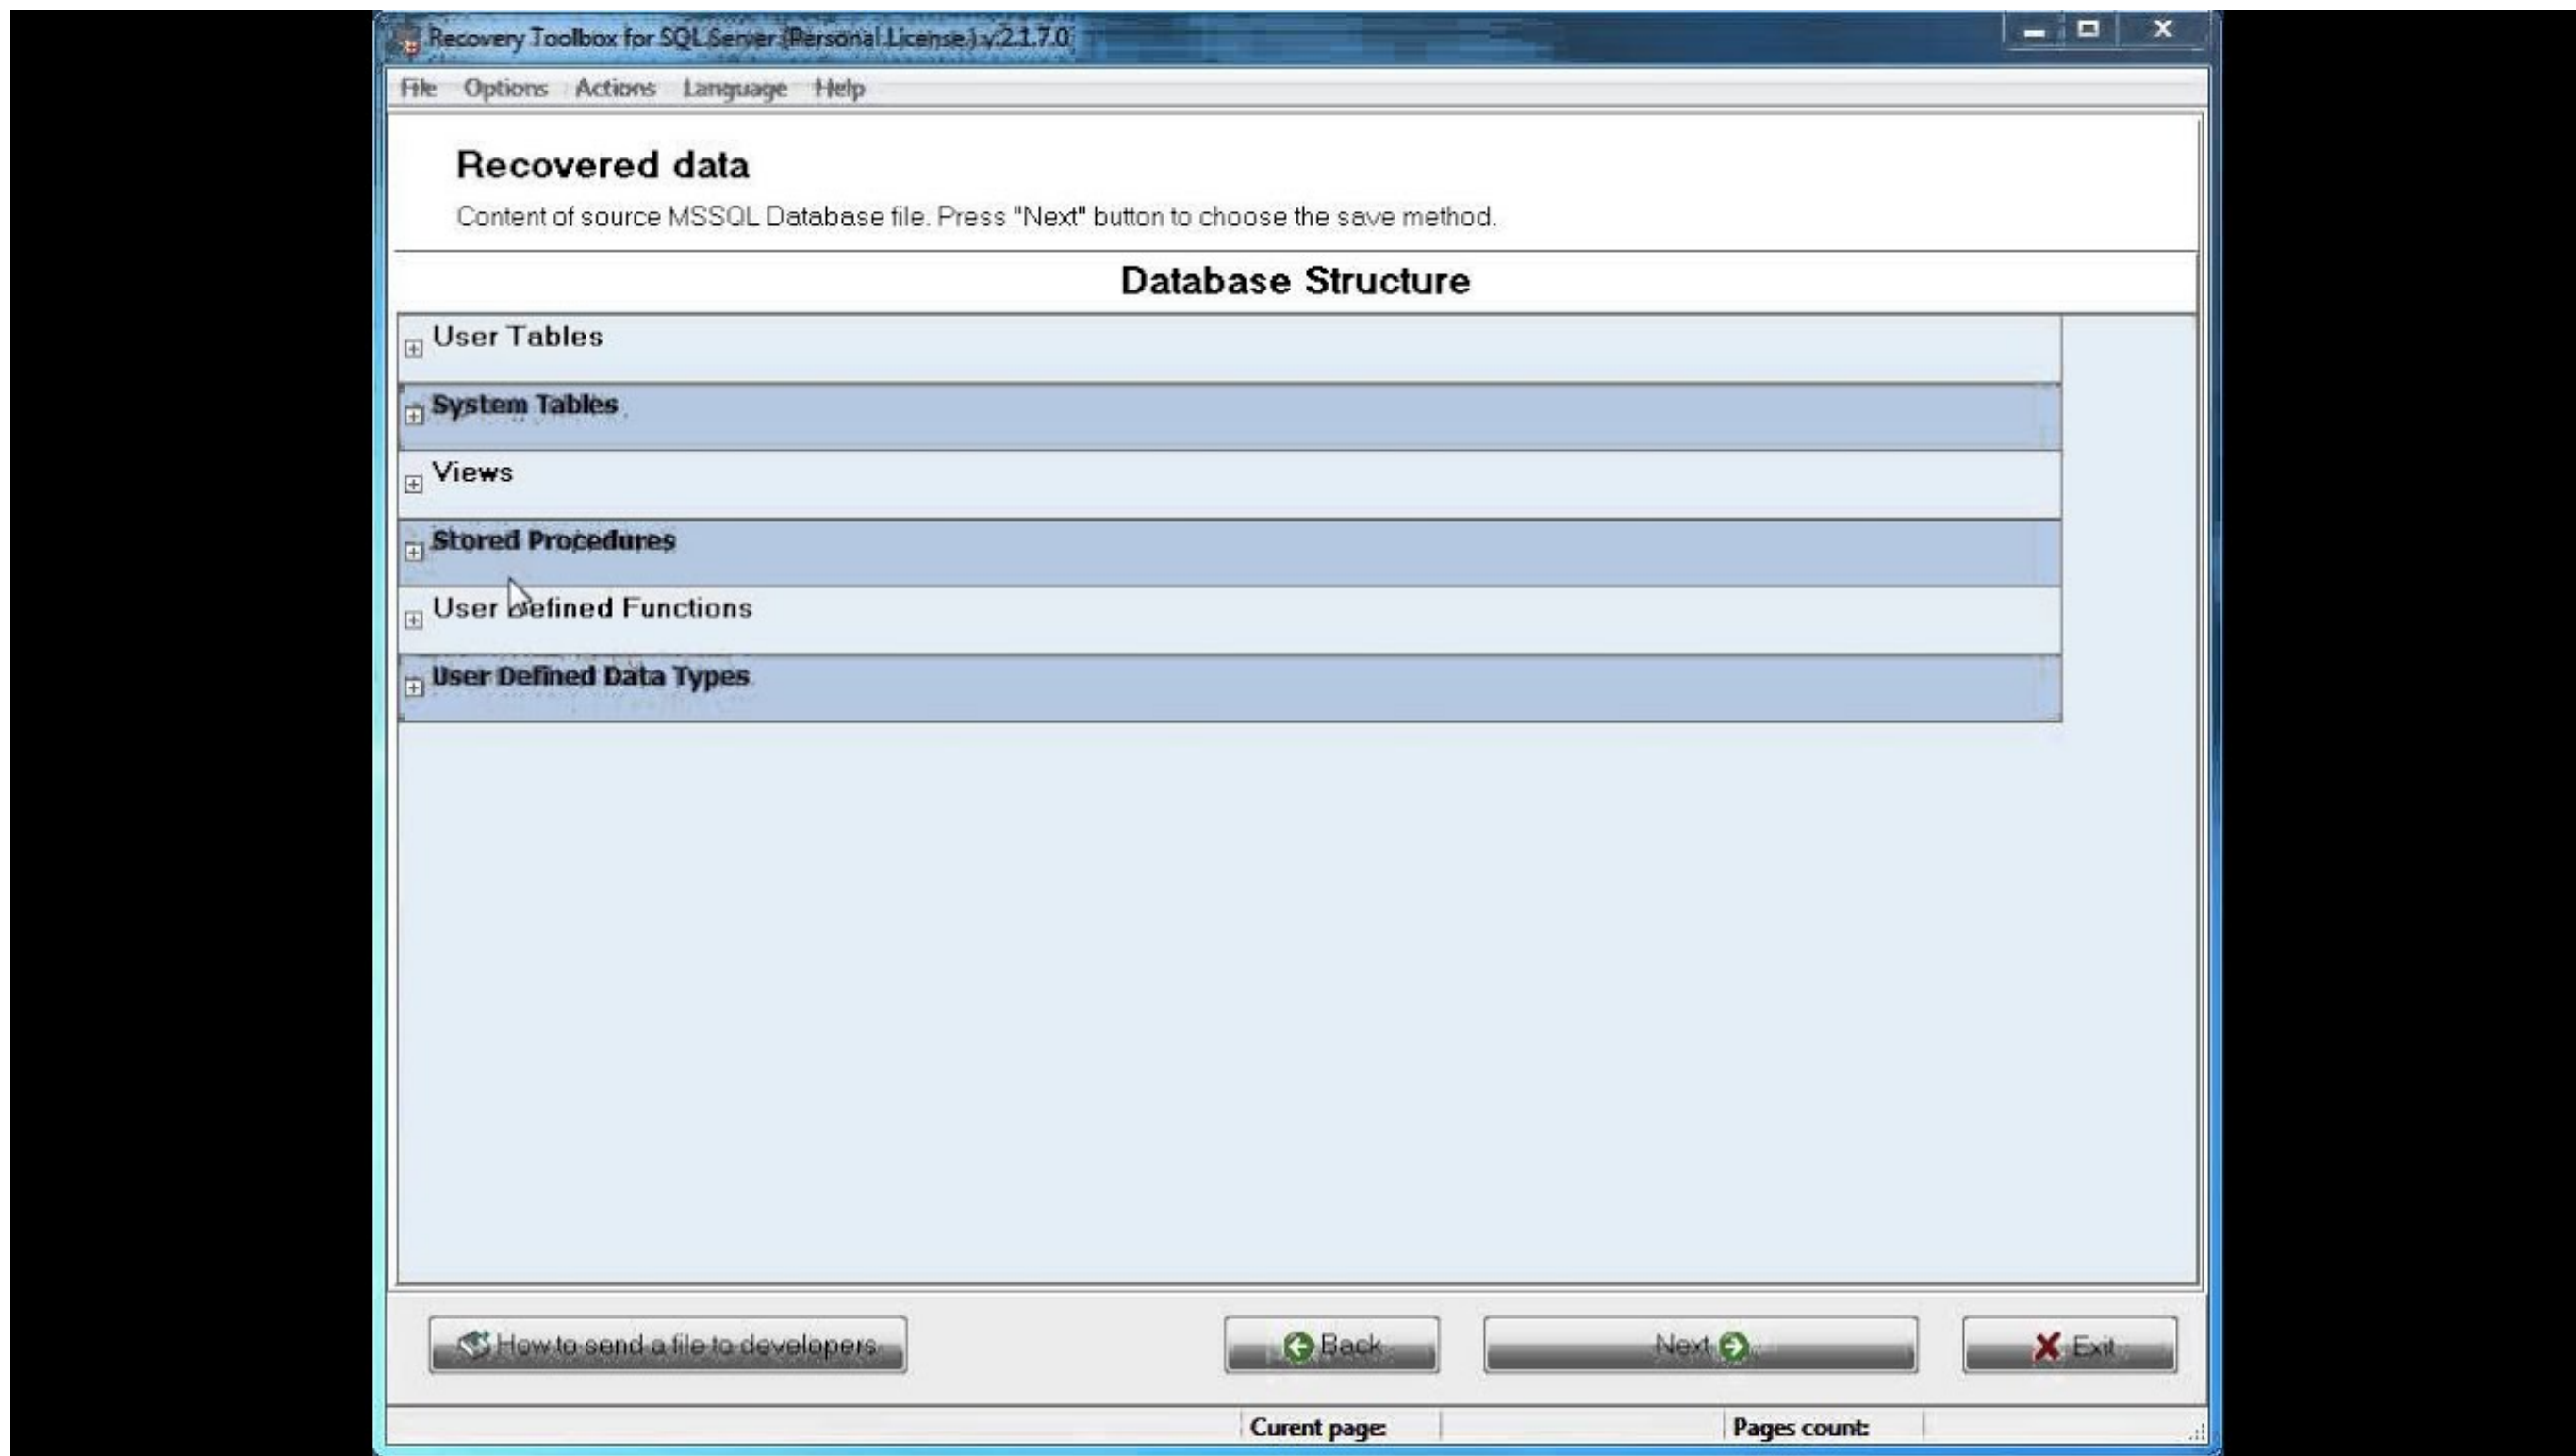 Recovery Toolbox for SQL Server (Personal License.) v.2.1.7.0
File Options Actions Language Help
Recovered data
Content of source MSSQL Database file. Press "Next" button to choose the save method.
Database Structure
User Tables
System Tables
Views
Stored Procedures
User Defined Functions
User Defined Data Types
How to send a file to developers
Back
Next
Exit
Curent page:
Pages count: